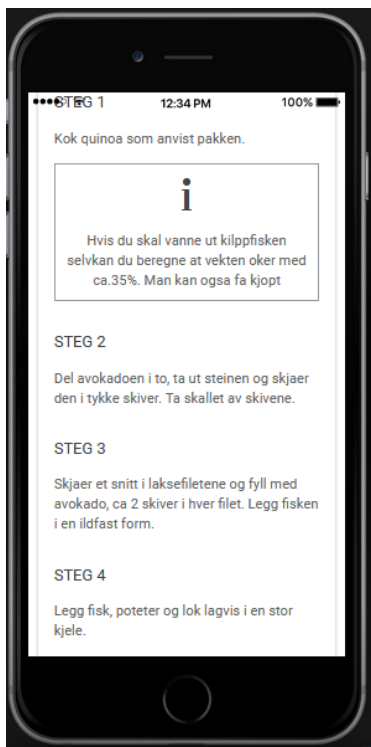 STEG 1
12:34 PM
100%
Kok quinoa som anvist pakken.
i
Hvis du skal vanne ut kilppfisken
selvkan du beregne at vekten oker med
ca.35%. Man kan ogsa fa kjopt
STEG 2
Del avokadoen i to, ta ut steinen og skjaer
den i tykke skiver. Ta skallet av skivene.
STEG 3
Skjaer et snitt i laksefiletene og fyll med
avokado, ca 2 skiver i hver filet. Legg fisken
i en ildfast form.
STEG 4
Legg fisk, poteter og lok lagvis i en stor
kjele.